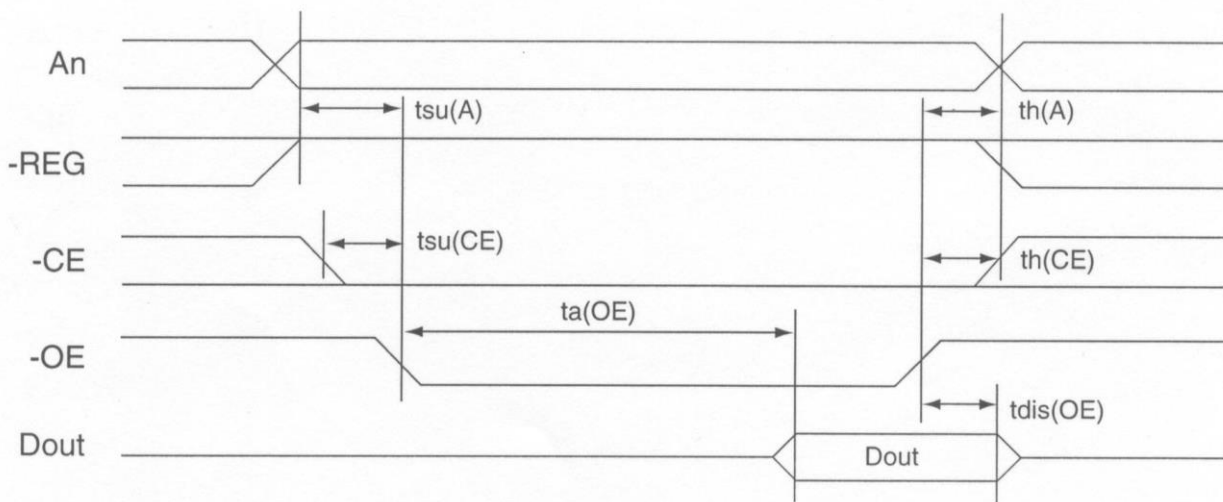 An
tsu(A)
th(A)
-REG
-CE
tsu(CE)
th(CE)
ta(OE)
-OE
tdis(OE)
Dout
Dout